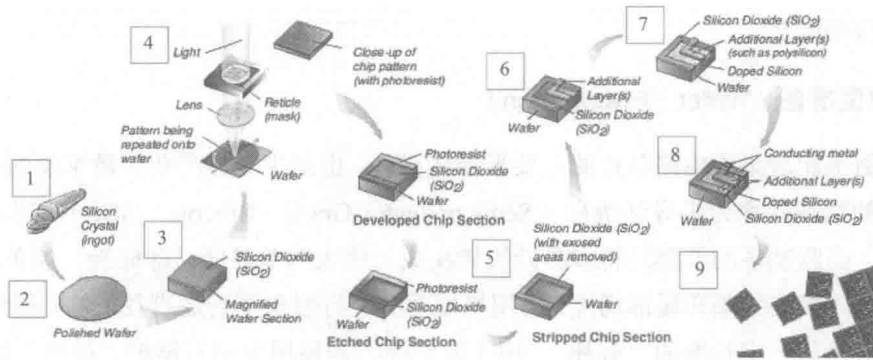 1
Silicon
Crystal
(ingot)
2
Polished Wafer
3
Silicon
Dioxide
(SiO2)
Magnified
Wafer Section
4
Light
Reticle
(mask)
Lens
Pattern being
repeated onto
wafer
Wafer
Close-up of
chip pattern
(with photoresist)
Photoresist
Silicon Dioxide
(SiO2)
Wafer
Developed Chip Section
Photoresist
Silicon Dioxide
(SiO2)
Wafer
Etched Chip Section
5
Silicon Dioxide (SiO2)
(with exposed
areas removed)
Wafer
Stripped Chip Section
6
Additional
Layer(s)
Wafer
Silicon Dioxide
(SiO2)
7
Silicon Dioxide (SiO2)
Additional Layer(s)
(such as polysilicon)
Doped Silicon
Wafer
8
Conducting metal
Additional Layer(s)
Doped Silicon
Silicon Dioxide (SiO2)
Wafer
9